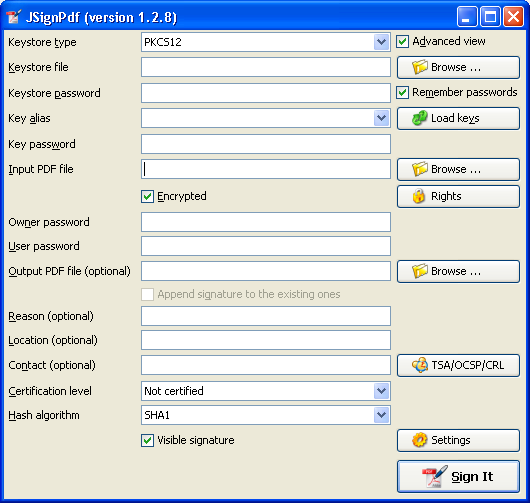 JSignPdf (version 1.2.8)
Keystore type PKCS12 Advanced view
Keystore file Browse ...
Keystore password Remember passwords
Key alias Load keys
Key password
Input PDF file Browse ...
Encrypted Rights
Owner password
User password
Output PDF file (optional) Browse ...
Append signature to the existing ones
Reason (optional)
Location (optional)
Contact (optional) TSA/OCSP/CRL
Certification level Not certified
Hash algorithm SHA1
Visible signature Settings
Sign It